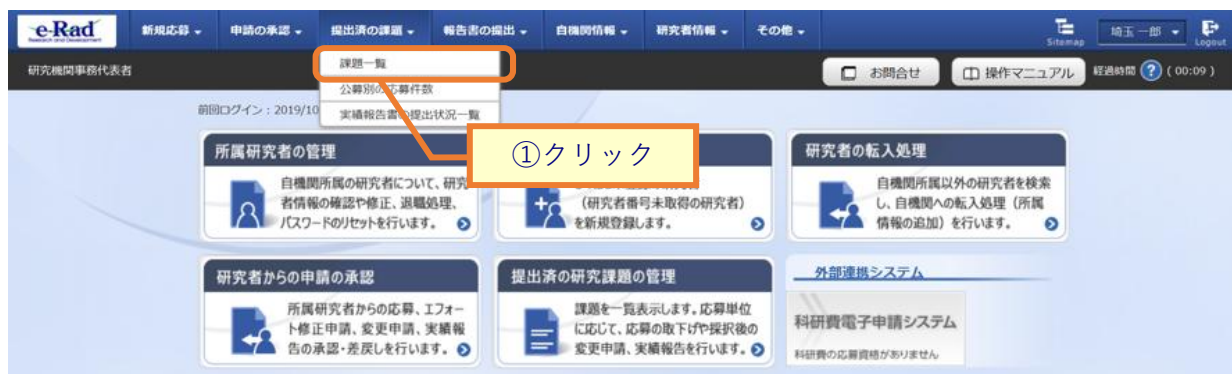 e-Rad
新規応募
申請の承認
提出済の課題
報告書の提出
自機関情報
研究者情報
その他
Sitemap
埼玉 一郎
Logout
研究機関事務代表者
課題一覧
お問合せ
操作マニュアル
経過時間 ? ( 00:09 )
公募別の応募件数
前回ログイン:2019/10
実績報告書の提出状況一覧
①クリック
所属研究者の管理
自機関所属の研究者について、研究
者情報の確認や修正、退職処理、
パスワードのリセットを行います。
(研究者番号未取得の研究者)
を新規登録します。
研究者の転入処理
自機関所属以外の研究者を検索
し、自機関への転入処理(所属
情報の追加)を行います。
研究者からの申請の承認
所属研究者からの応募、エフォー
ト修正申請、変更申請、実績報
告の承認・差戻しを行います。
提出済の研究課題の管理
課題を一覧表示します。応募単位
に応じて、応募の取下げや採択後の
変更申請、実績報告を行います。
外部連携システム
科研費電子申請システム
科研費の応募資格がありません